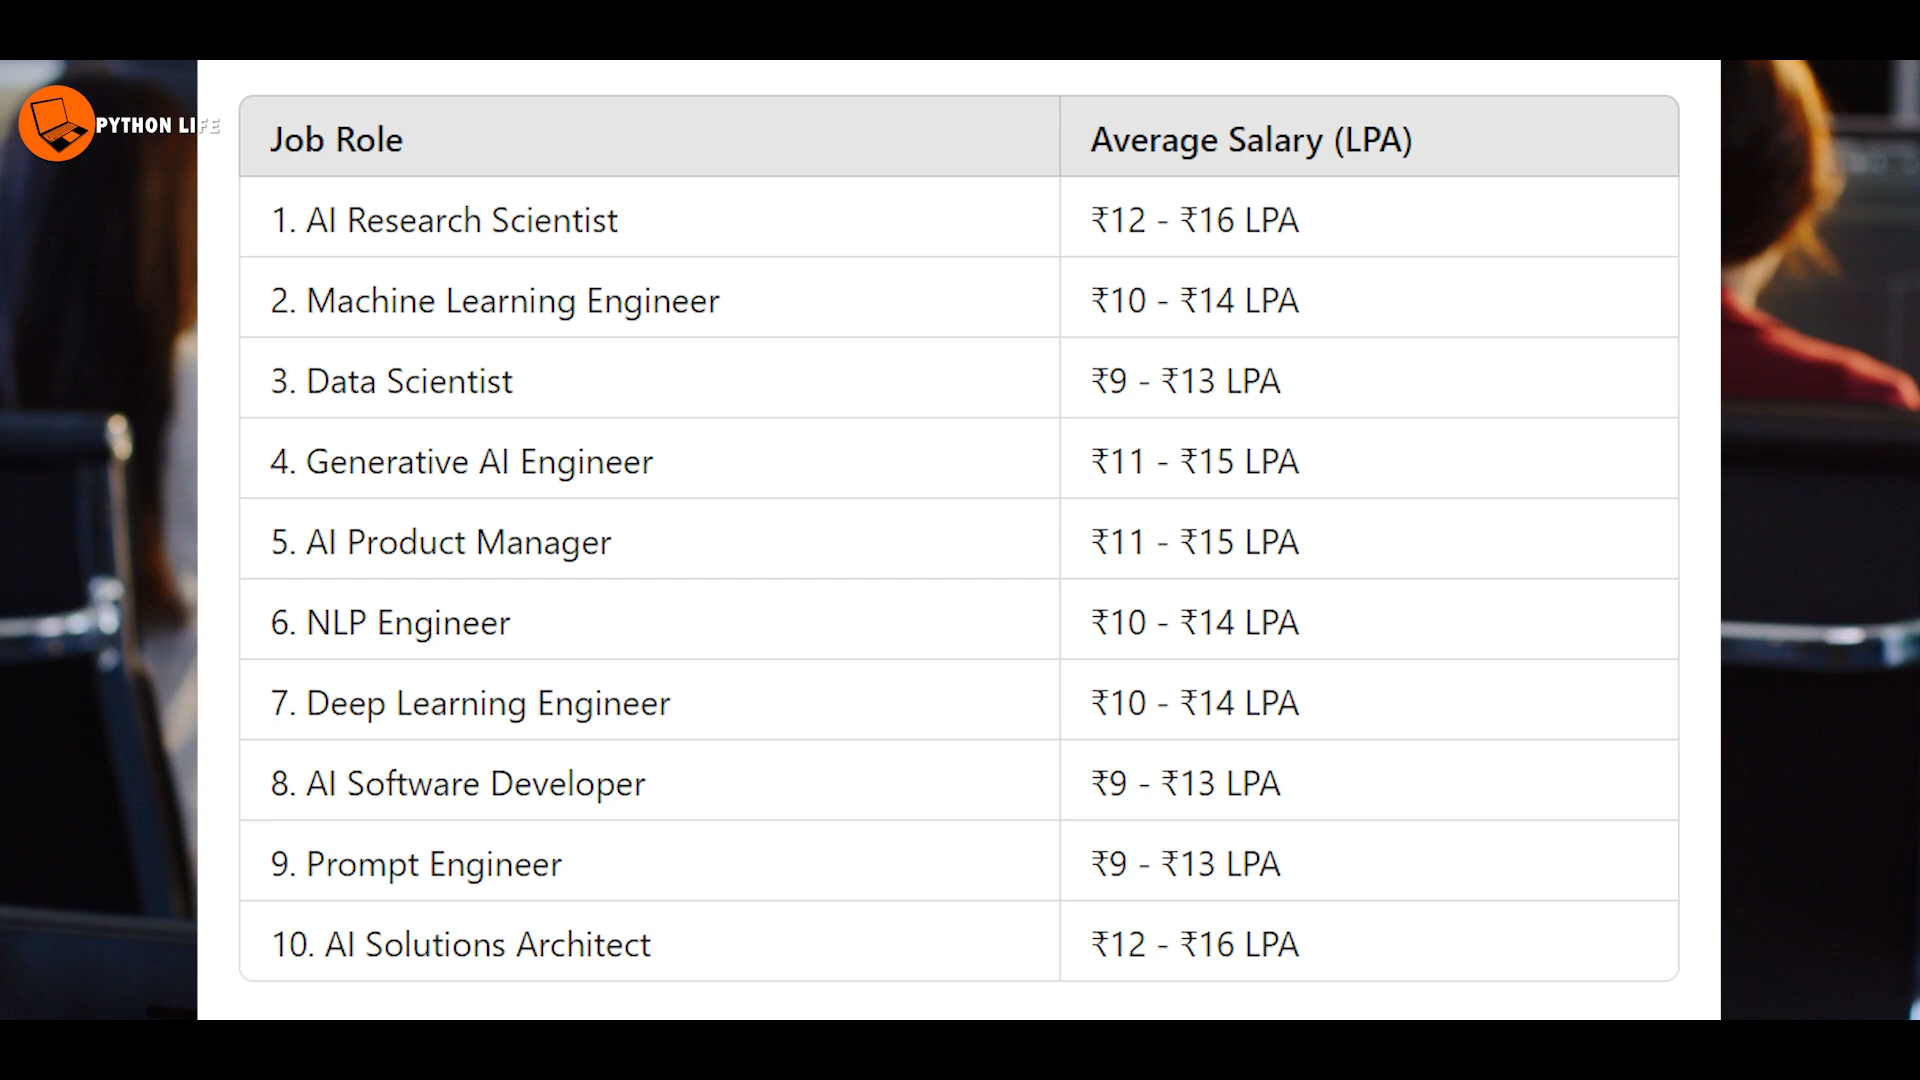 PYTHON LIFE
Job Role Average Salary (LPA)
1. AI Research Scientist ₹12 - ₹16 LPA
2. Machine Learning Engineer ₹10 - ₹14 LPA
3. Data Scientist ₹9 - ₹13 LPA
4. Generative AI Engineer ₹11 - ₹15 LPA
5. AI Product Manager ₹11 - ₹15 LPA
6. NLP Engineer ₹10 - ₹14 LPA
7. Deep Learning Engineer ₹10 - ₹14 LPA
8. AI Software Developer ₹9 - ₹13 LPA
9. Prompt Engineer ₹9 - ₹13 LPA
10. AI Solutions Architect ₹12 - ₹16 LPA